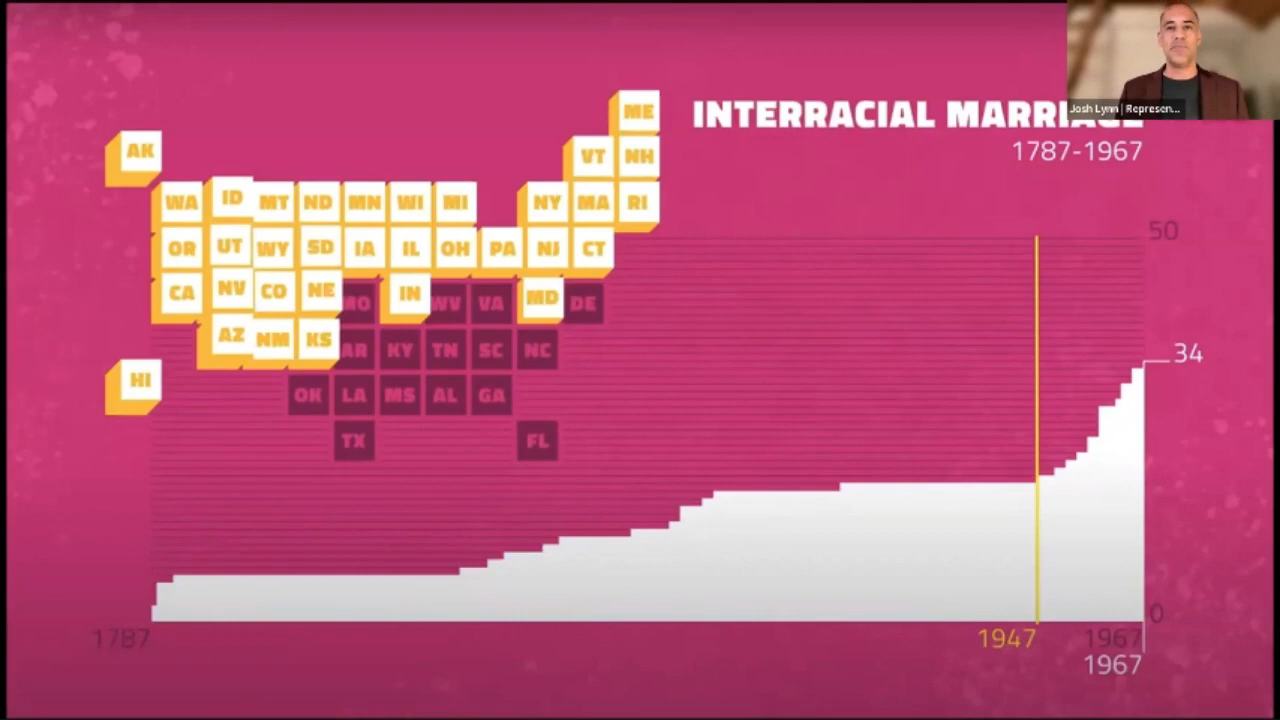 Josh Lynn | Represen...
INTERRACIAL MARRIAGE
1787-1967
ME
AK
VT NH
WA ID MT ND MN WI MI NY MA RI
OR UT WY SD IA IL OH PA NJ CT
CA NV CO NE MO IN WV VA MD DE
AZ NM KS AR KY TN SC NC
HI
OK LA MS AL GA
TX FL
50
34
0
1787
1947
1967
1967